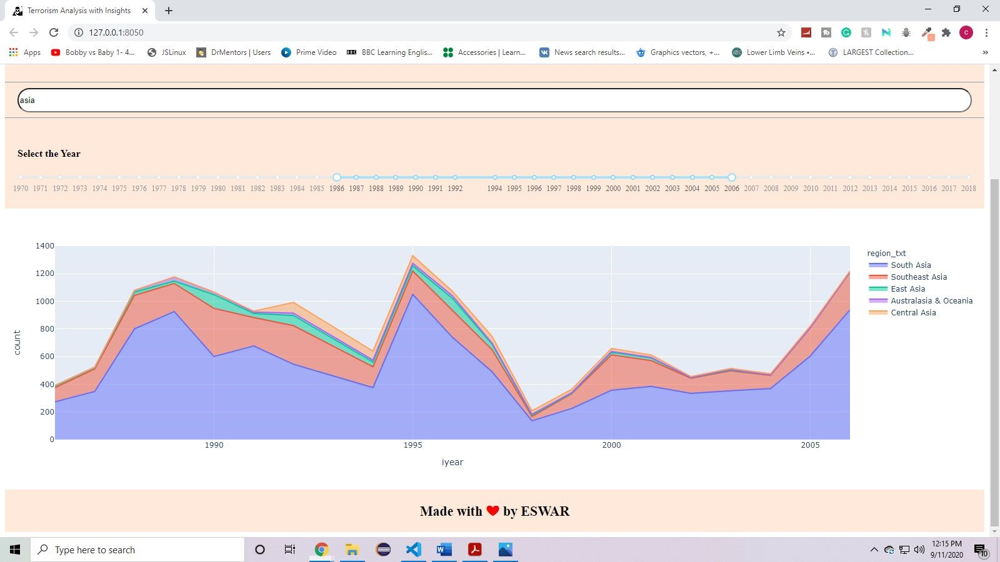 Terrorism Analysis with Insights
127.0.0.1:8050
Apps Bobby vs Baby 1- 4... JSLinux DrMentors | Users Prime Video BBC BBC Learning Englis... Accessories | Learn... News search results... Graphics vectors, +... Lower Limb Veins •... LARGEST Collection... »
asia
Select the Year
1970 1971 1972 1973 1974 1975 1976 1977 1978 1979 1980 1981 1982 1983 1984 1985 1986 1987 1988 1989 1990 1991 1992 1994 1995 1996 1997 1998 1999 2000 2001 2002 2003 2004 2005 2006 2007 2008 2009 2010 2011 2012 2013 2014 2015 2016 2017 2018
1400
1200
1000
800
600
400
200
0
count
1990 1995 2000 2005
iyear
region_txt
South Asia
Southeast Asia
East Asia
Australasia & Oceania
Central Asia
Made with ❤ by ESWAR
Type here to search
12:15 PM
9/11/2020
10